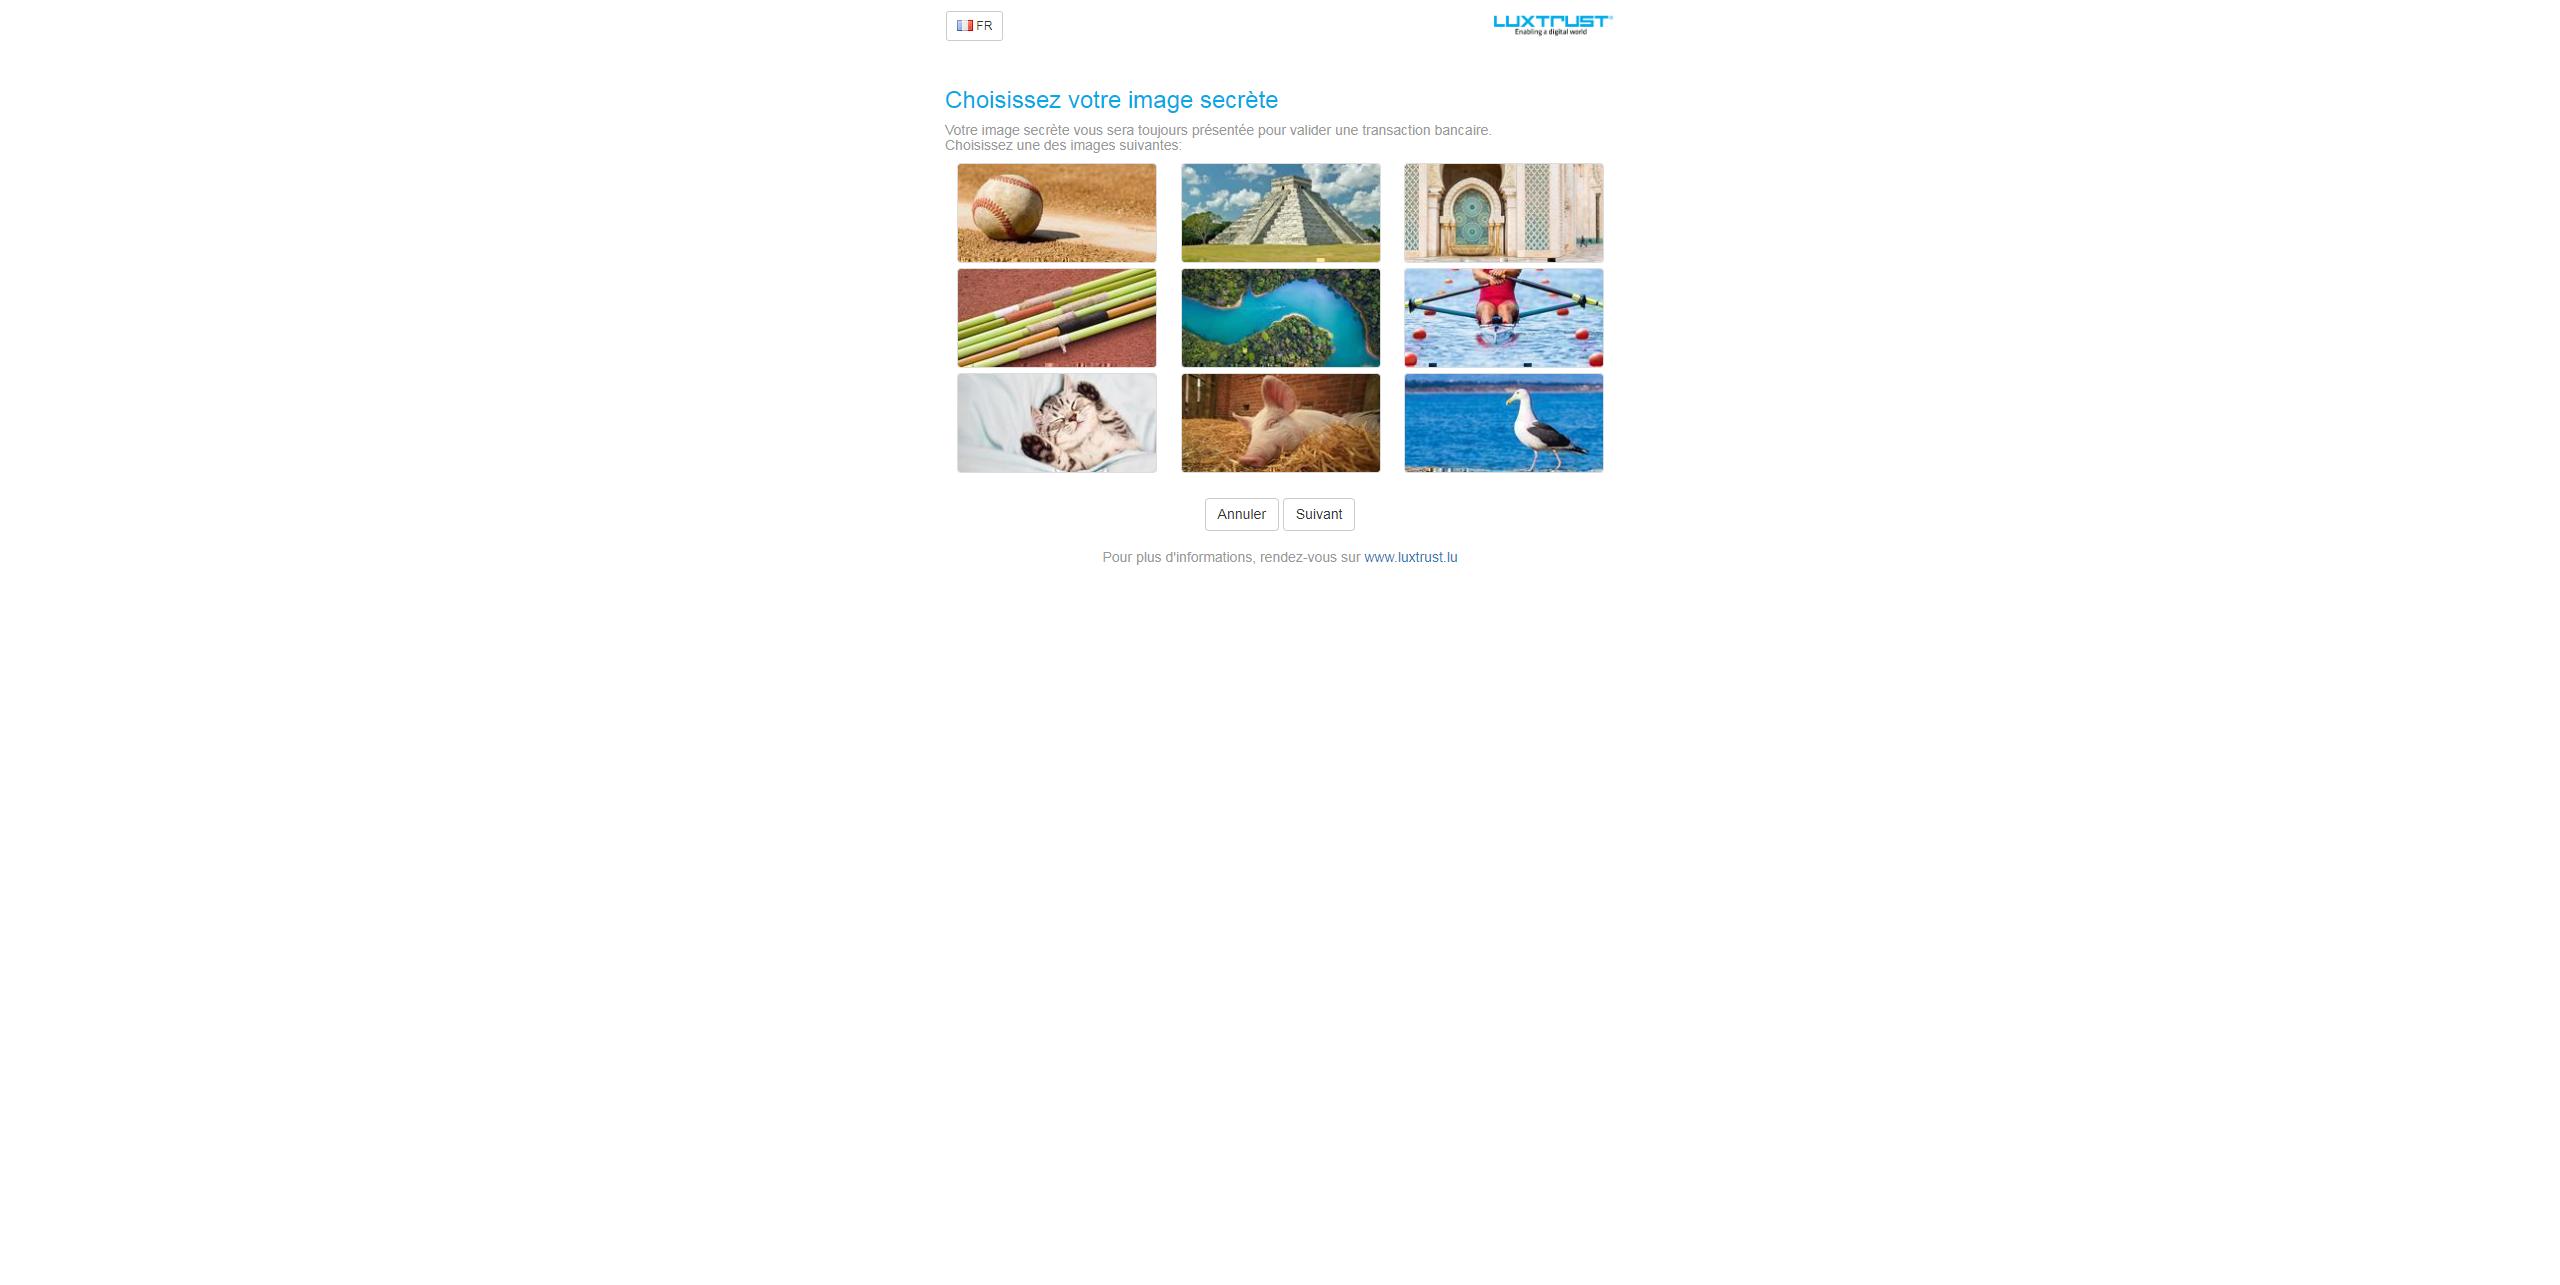 FR
LUXTRUST
Enabling a digital world
Choisissez votre image secrète
Votre image secrète vous sera toujours présentée pour valider une transaction bancaire.
Choisissez une des images suivantes:
Annuler Suivant
Pour plus d'informations, rendez-vous sur www.luxtrust.lu